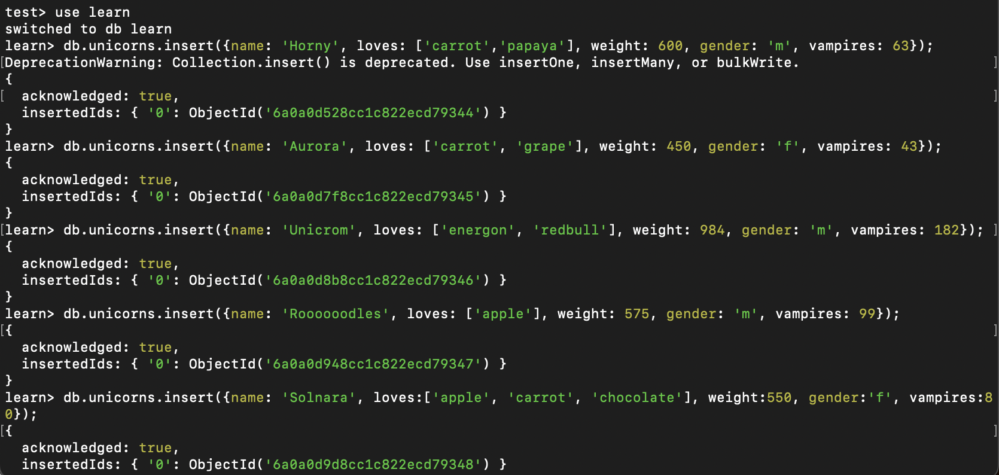 test> use learn
switched to db learn
learn> db.unicorns.insert({name: 'Horny', loves: ['carrot','papaya'], weight: 600, gender: 'm', vampires: 63});
[DeprecationWarning: Collection.insert() is deprecated. Use insertOne, insertMany, or bulkWrite. ]
{
[ acknowledged: true, ]
  insertedIds: { '0': ObjectId('6a0a0d528cc1c822ecd79344') }
}
learn> db.unicorns.insert({name: 'Aurora', loves: ['carrot', 'grape'], weight: 450, gender: 'f', vampires: 43});
{
  acknowledged: true,
  insertedIds: { '0': ObjectId('6a0a0d7f8cc1c822ecd79345') }
}
[learn> db.unicorns.insert({name: 'Unicrom', loves: ['energon', 'redbull'], weight: 984, gender: 'm', vampires: 182}); ]
{
  acknowledged: true,
  insertedIds: { '0': ObjectId('6a0a0d8b8cc1c822ecd79346') }
}
learn> db.unicorns.insert({name: 'Roooooodles', loves: ['apple'], weight: 575, gender: 'm', vampires: 99});
[{ ]
  acknowledged: true,
  insertedIds: { '0': ObjectId('6a0a0d948cc1c822ecd79347') }
}
learn> db.unicorns.insert({name: 'Solnara', loves:['apple', 'carrot', 'chocolate'], weight:550, gender:'f', vampires:8
0});
[{ ]
  acknowledged: true,
  insertedIds: { '0': ObjectId('6a0a0d9d8cc1c822ecd79348') }